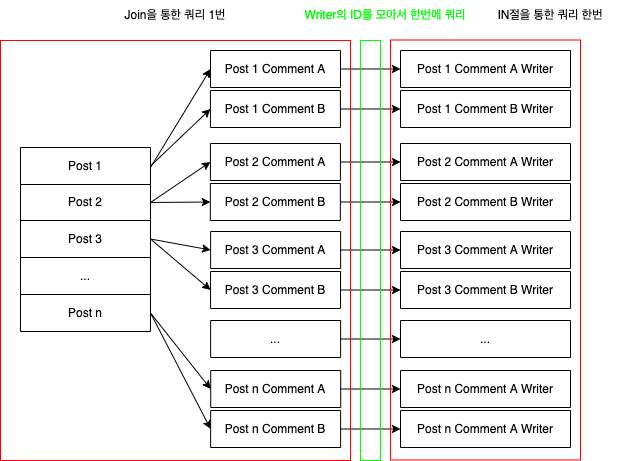 Join을 통한 쿼리 1번
Writer의 ID를 모아서 한번에 쿼리
IN절을 통한 쿼리 한번
Post 1
Post 2
Post 3
...
Post n
Post 1 Comment A
Post 1 Comment B
Post 2 Comment A
Post 2 Comment B
Post 3 Comment A
Post 3 Comment B
...
Post n Comment A
Post n Comment B
Post 1 Comment A Writer
Post 1 Comment B Writer
Post 2 Comment A Writer
Post 2 Comment B Writer
Post 3 Comment A Writer
Post 3 Comment B Writer
...
Post n Comment A Writer
Post n Comment A Writer